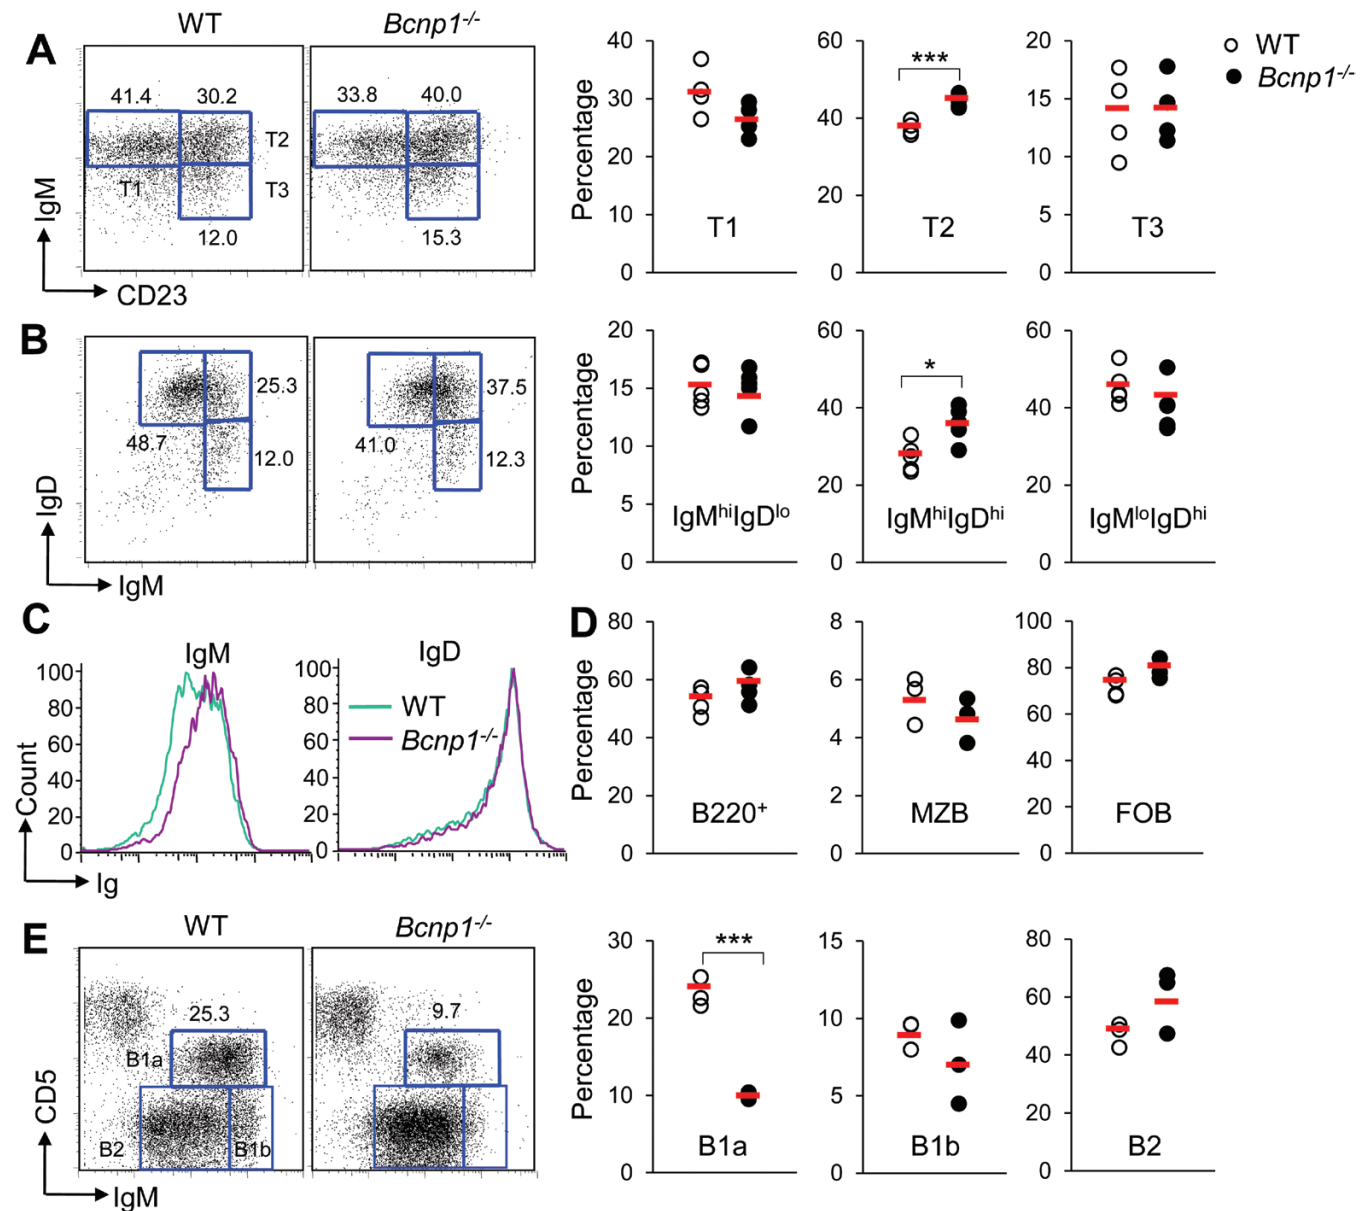 A
WT
Bcnp1-/-
41.4
30.2
T2
T1
T3
12.0
33.8
40.0
15.3
IgM
CD23
Percentage
40
30
20
10
0
T1
60
40
20
0
***
T2
20
15
10
5
0
T3
WT
Bcnp1-/-
B
25.3
48.7
12.0
37.5
41.0
12.3
IgD
IgM
Percentage
20
15
10
5
0
IgMhiIgDlo
60
40
20
0
*
IgMhiIgDhi
60
40
20
0
IgMloIgDhi
C
IgM
Count
100
80
60
40
20
0
Ig
IgD
100
80
60
40
20
0
WT
Bcnp1-/-
D
Percentage
80
60
40
20
0
B220+
8
6
4
2
0
MZB
100
80
60
40
20
0
FOB
E
WT
Bcnp1-/-
25.3
B1a
B2
B1b
9.7
CD5
IgM
Percentage
30
20
10
0
***
B1a
15
10
5
0
B1b
80
60
40
20
0
B2